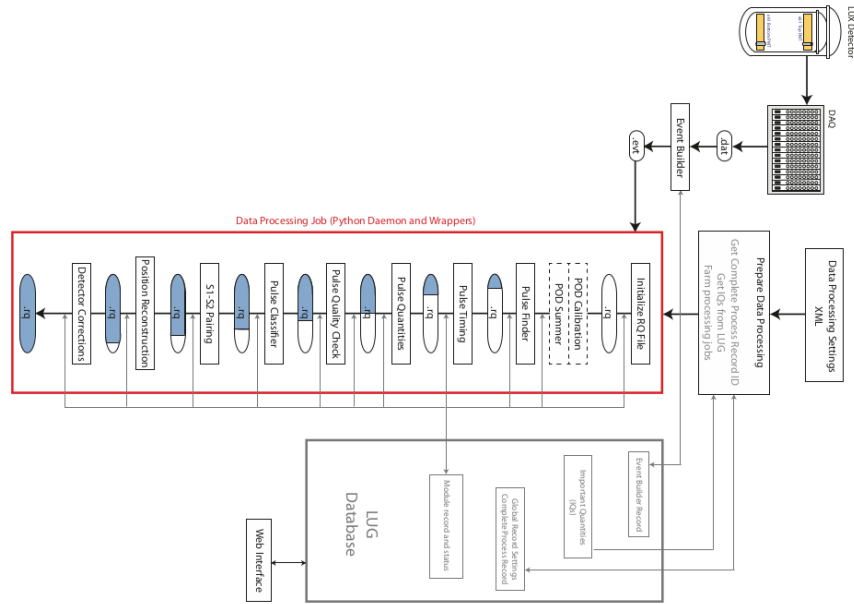 LUX Detector
DAQ
.dat
Event Builder
.evt
Data Processing Settings
XML
Prepare Data Processing
Get Complete Process Record ID
Get IQs from LUG
Farm processing jobs
Data Processing Job (Python Daemon and Wrappers)
Initialize RQ File
.rq
POD Calibration
POD Summer
Pulse Finder
.rq
Pulse Timing
.rq
Pulse Quantities
.rq
Pulse Quality Check
.rq
Pulse Classifier
.rq
S1-S2 Pairing
.rq
Position Reconstruction
.rq
Detector Corrections
.rq
Event Builder Record
Important Quantities
(IQs)
Global Record Settings
Complete Process Record
Module record and status
LUG
Database
Web Interface